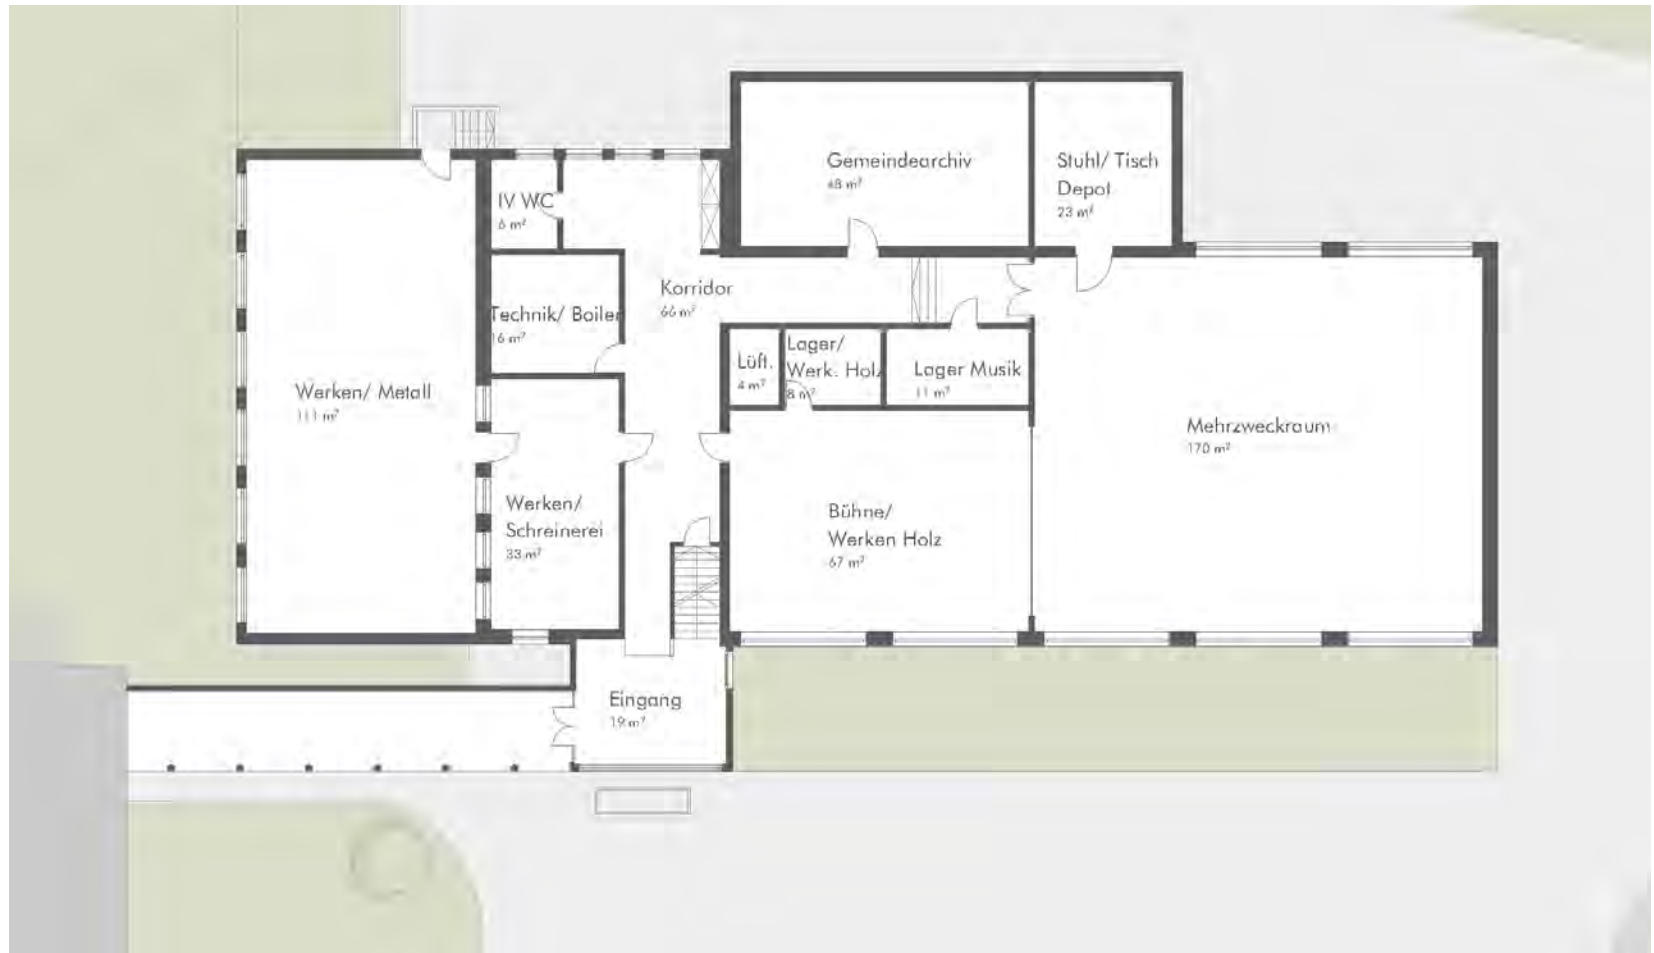 Gemeindearchiv
48 m²
Stuhl/ Tisch
Depot
23 m²
IV WC
6 m²
Korridor
66 m²
Technik/ Boiler
16 m²
Lüft.
4 m²
Lager/
Werk. Holz
8 m²
Lager Musik
11 m²
Werken/ Metall
111 m²
Mehrzweckraum
170 m²
Werken/
Schreinerei
33 m²
Bühne/
Werken Holz
67 m²
Eingang
19 m²